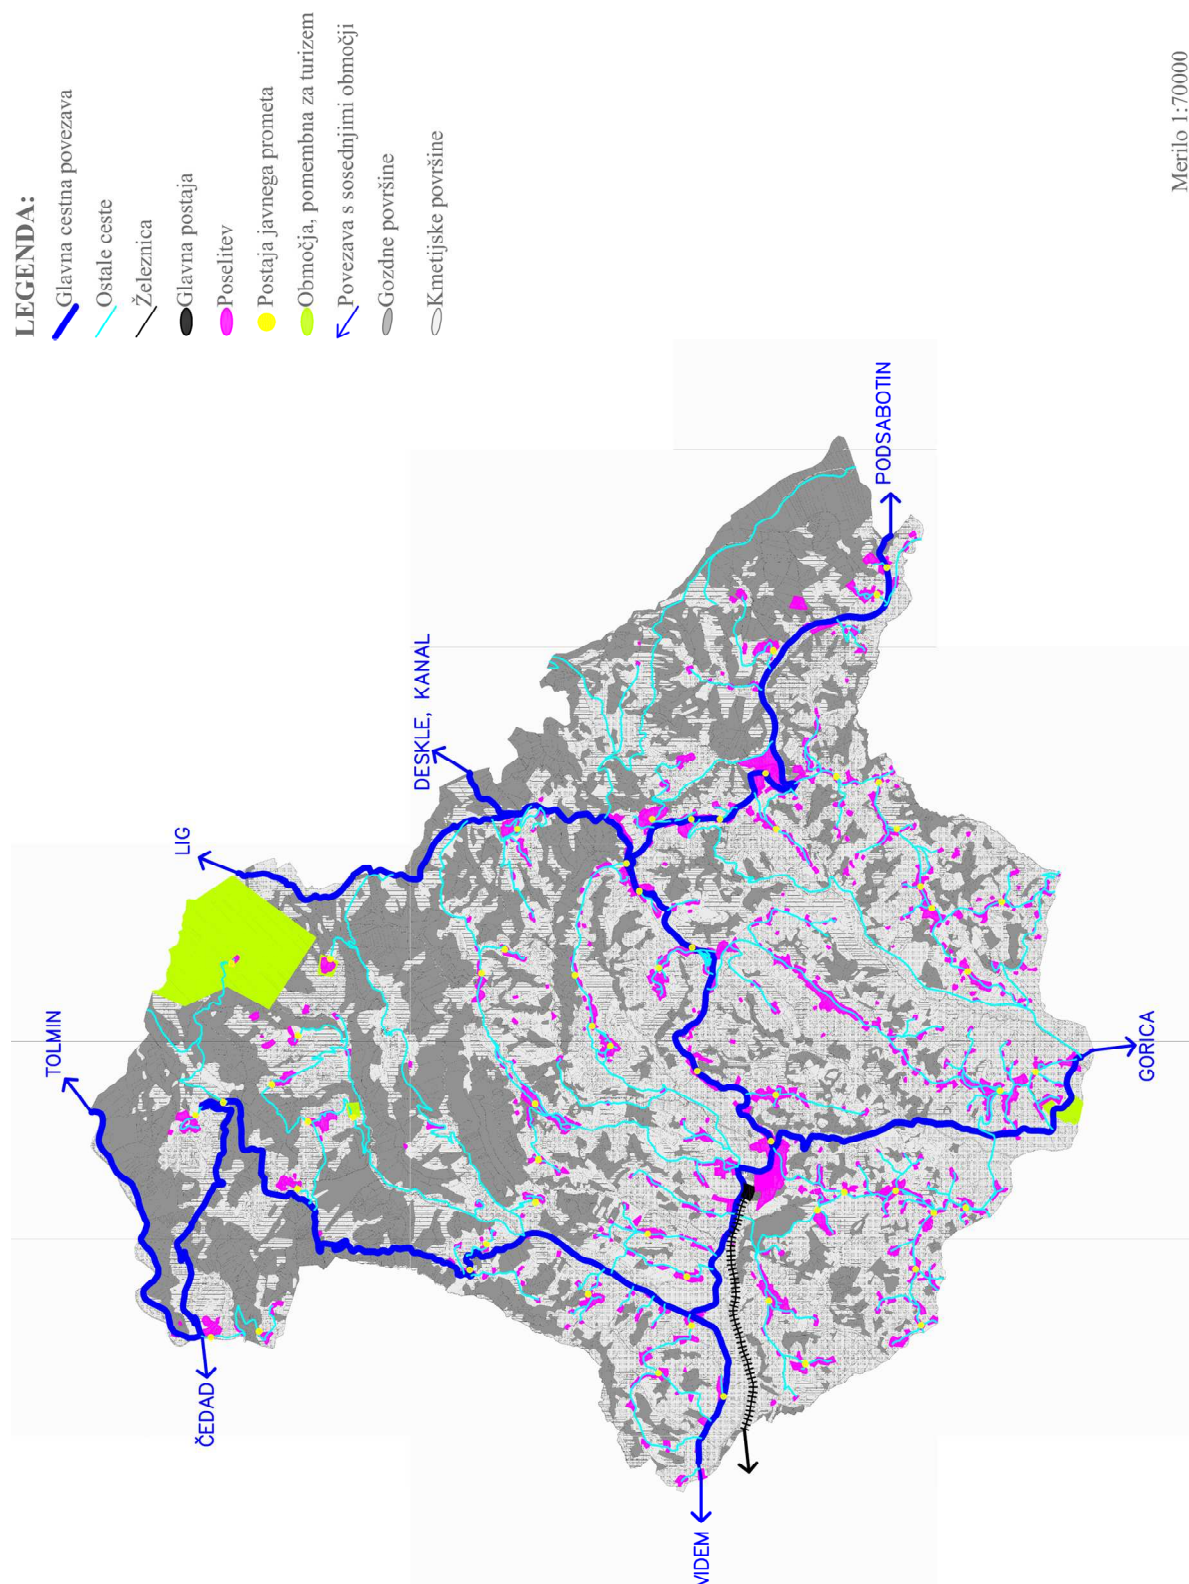 LEGENDA:
Glavna cestna povezava
Ostale ceste
Železnica
Glavna postaja
Poselitev
Postaja javnega prometa
Območja, pomembna za turizem
Povezava s sosednjimi območji
Gozdne površine
Kmetijske površine
Merilo 1:70000
TOLMIN
LIG
DESKLE, KANAL
PODSABOTIN
ČEDAD
VIDEM
GORICA